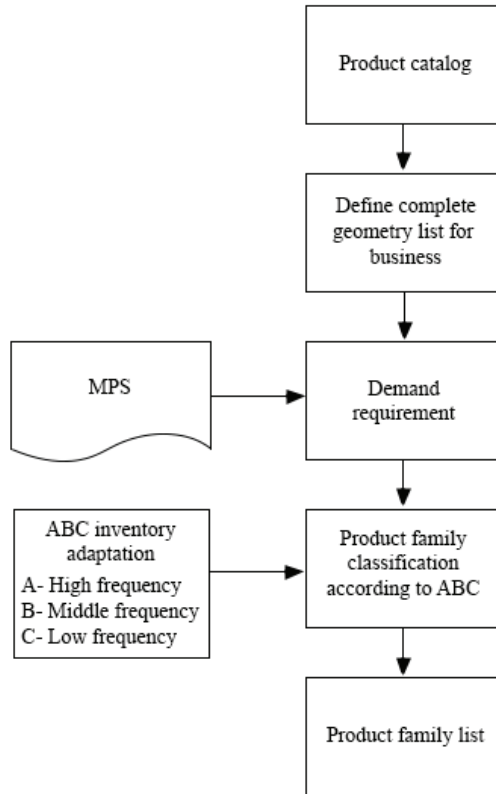 Product catalog
Define complete
geometry list for
business
MPS
Demand
requirement
ABC inventory
adaptation
A- High frequency
B- Middle frequency
C- Low frequency
Product family
classification
according to ABC
Product family list